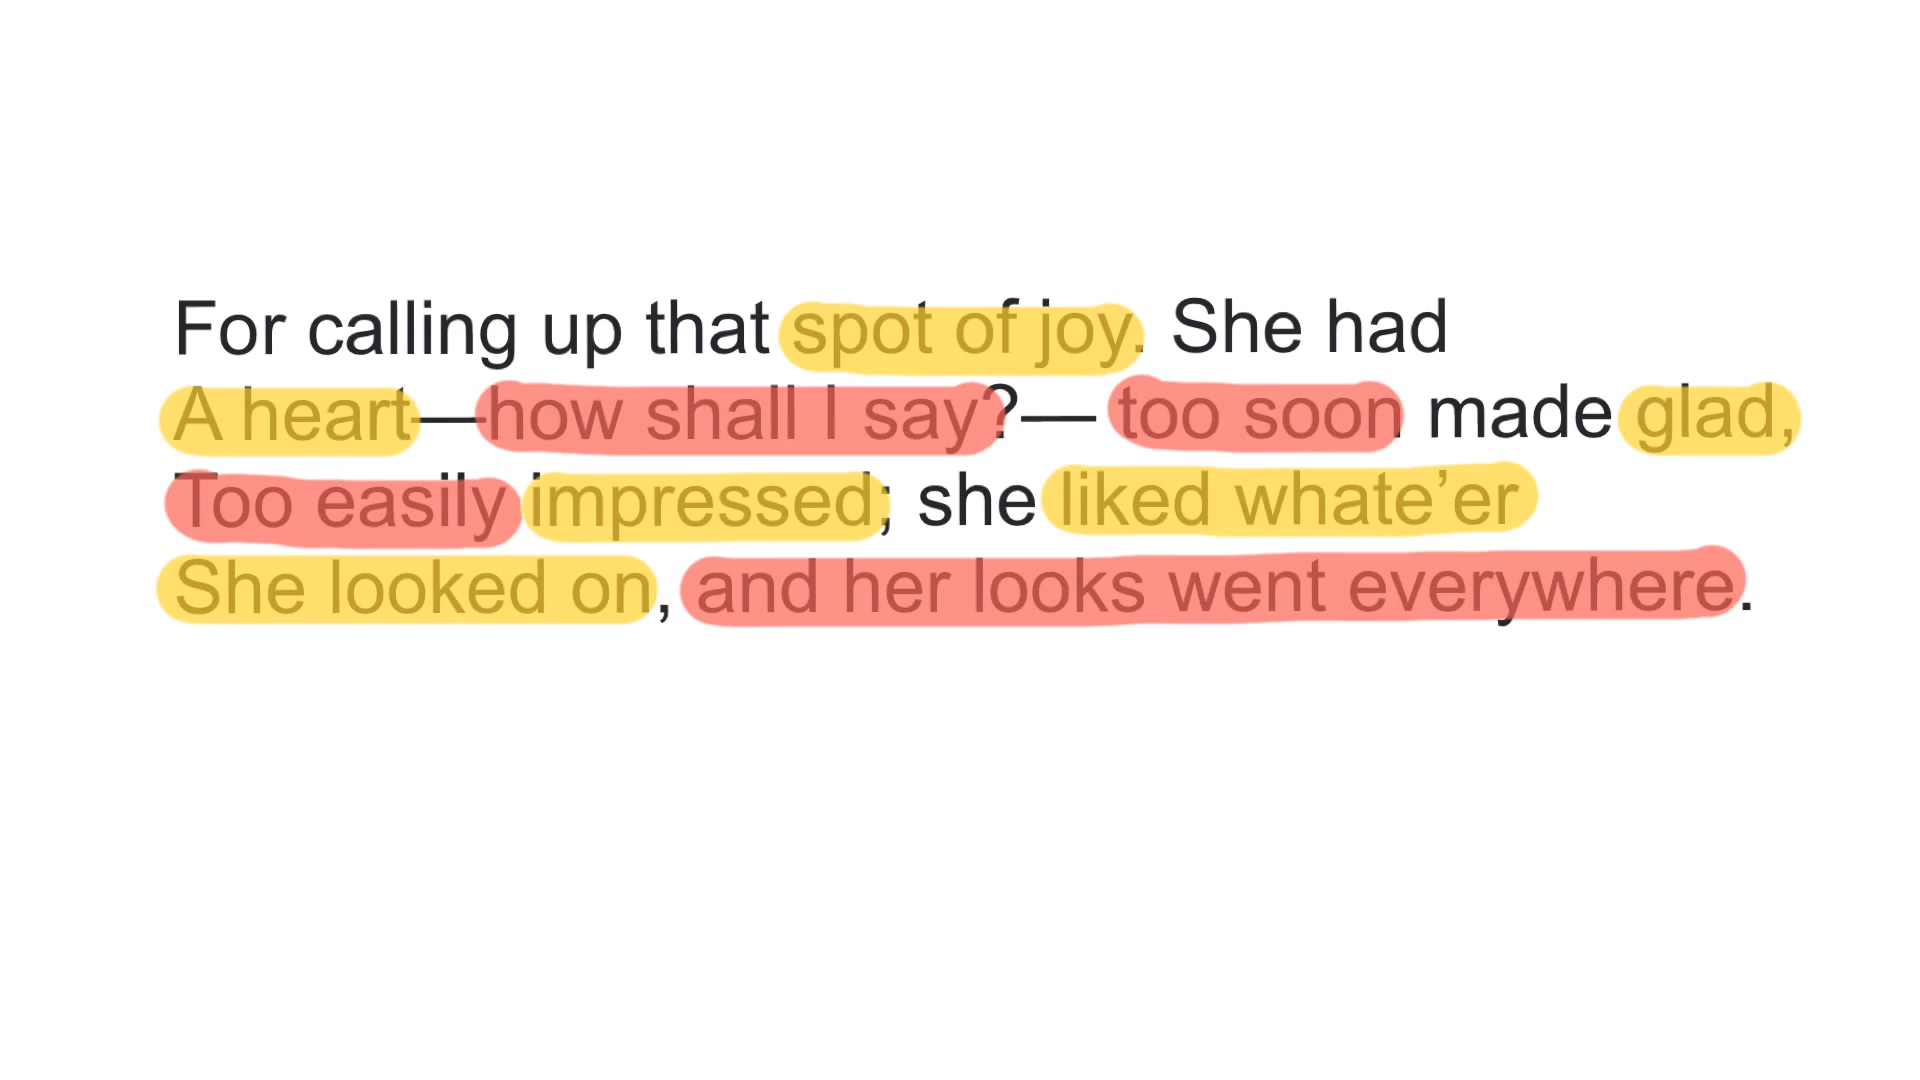 For calling up that spot of joy. She had
A heart—how shall I say?— too soon made glad,
Too easily impressed; she liked whate’er
She looked on, and her looks went everywhere.